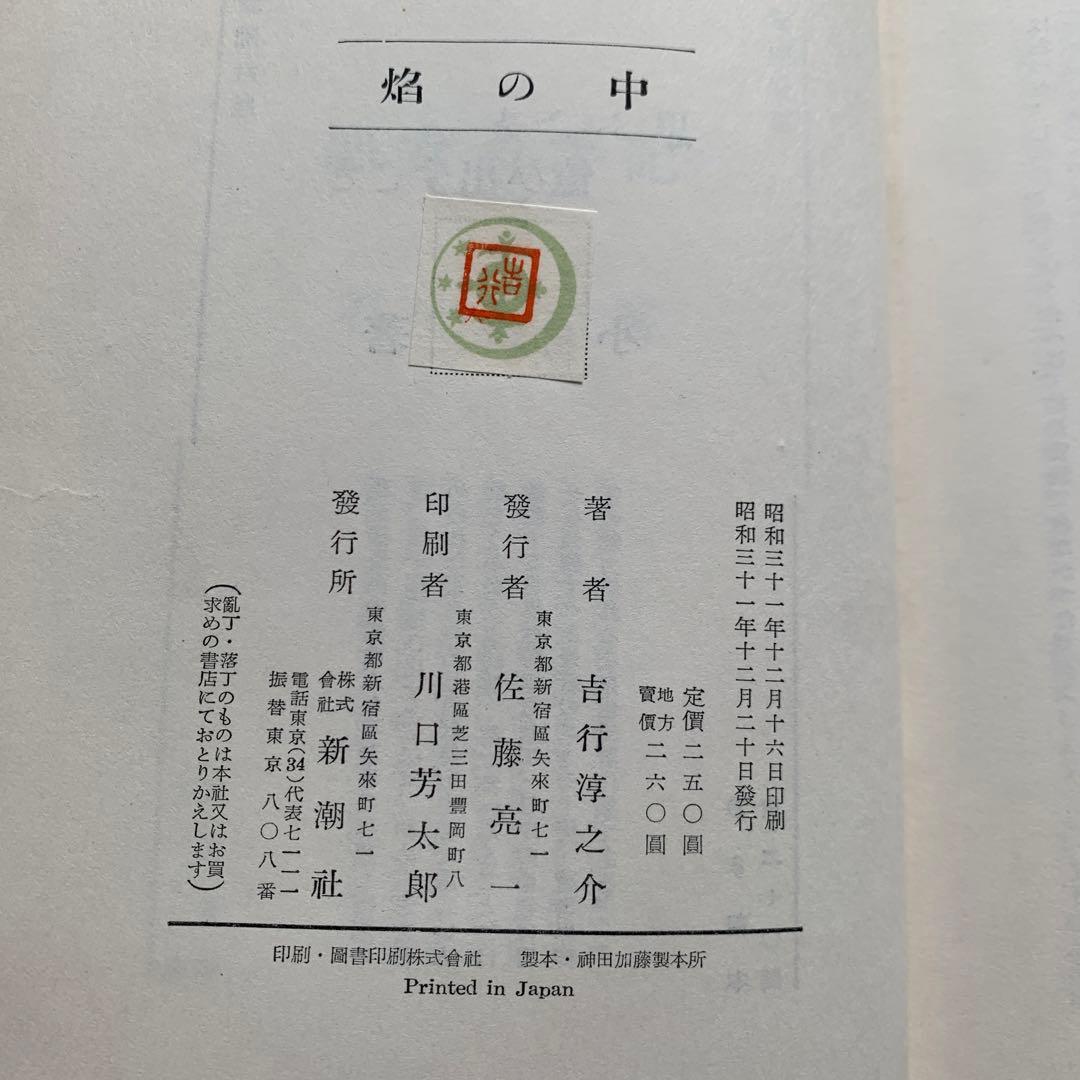 焰の中
吉行
昭和三十一年十二月十六日印刷
昭和三十一年十二月二十日發行
定價二五〇圓
地方賣價二六〇圓
著者 吉行淳之介
東京都新宿區矢來町七一
發行者 佐藤亮一
東京都港區芝三田豐岡町八
印刷者 川口芳太郎
東京都新宿區矢來町七一
發行所 株式會社 新潮社
電話東京(34)代表七一一一
振替東京八〇八番
(亂丁・落丁のものは本社又はお買
求めの書店にておとりかえします)
印刷・圖書印刷株式會社 製本・神田加藤製本所
Printed in Japan